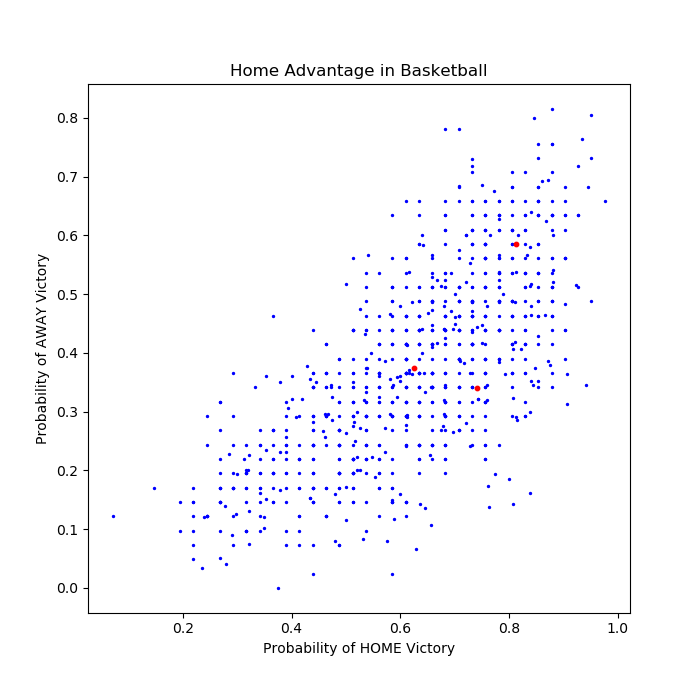 Home Advantage in Basketball
Probability of AWAY Victory
0.8
0.7
0.6
0.5
0.4
0.3
0.2
0.1
0.0
0.2 0.4 0.6 0.8 1.0
Probability of HOME Victory